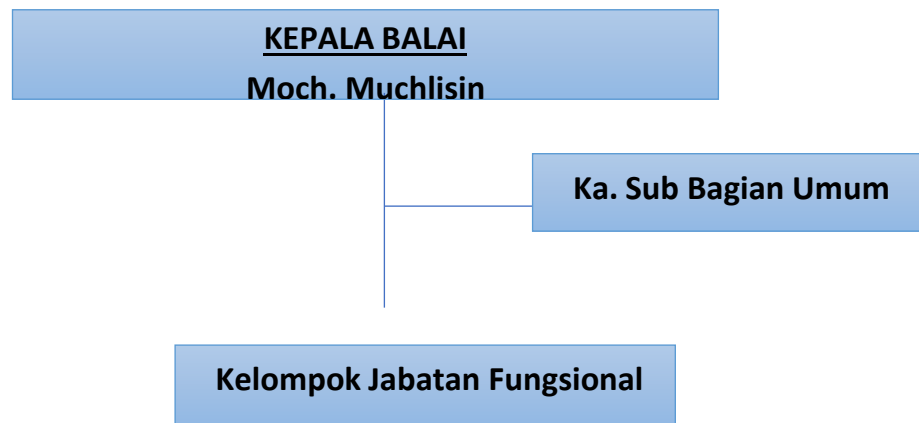 KEPALA BALAI
Moch. Muchlisin
Ka. Sub Bagian Umum
Kelompok Jabatan Fungsional